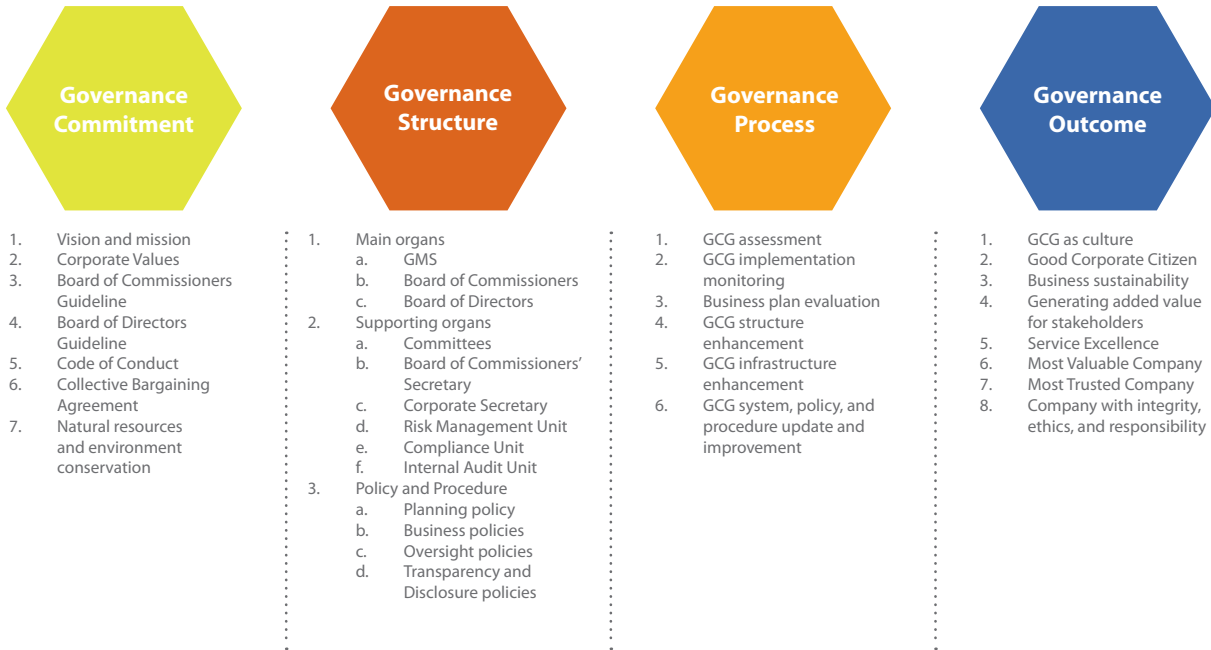 Governance
Commitment
1. Vision and mission
2. Corporate Values
3. Board of Commissioners
Guideline
4. Board of Directors
Guideline
5. Code of Conduct
6. Collective Bargaining
Agreement
7. Natural resources
and environment
conservation
Governance
Structure
1. Main organs
a. GMS
b. Board of Commissioners
c. Board of Directors
2. Supporting organs
a. Committees
b. Board of Commissioners’
Secretary
c. Corporate Secretary
d. Risk Management Unit
e. Compliance Unit
f. Internal Audit Unit
3. Policy and Procedure
a. Planning policy
b. Business policies
c. Oversight policies
d. Transparency and
Disclosure policies
Governance
Process
1. GCG assessment
2. GCG implementation
monitoring
3. Business plan evaluation
4. GCG structure
enhancement
5. GCG infrastructure
enhancement
6. GCG system, policy, and
procedure update and
improvement
Governance
Outcome
1. GCG as culture
2. Good Corporate Citizen
3. Business sustainability
4. Generating added value
for stakeholders
5. Service Excellence
6. Most Valuable Company
7. Most Trusted Company
8. Company with integrity,
ethics, and responsibility